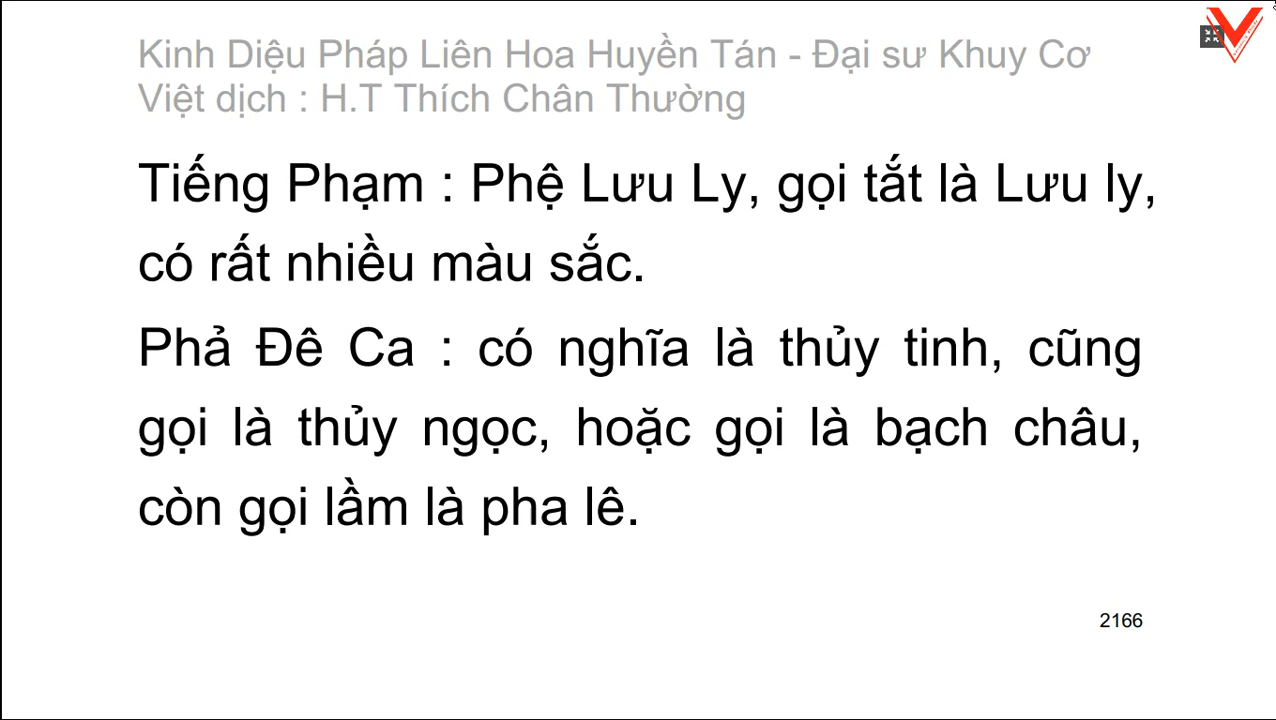 Kinh Diệu Pháp Liên Hoa Huyền Tán - Đại sư Khuy Cơ
Việt dịch : H.T Thích Chân Thường
Tiếng Phạm : Phệ Lưu Ly, gọi tắt là Lưu ly,
có rất nhiều màu sắc.
Phả Đê Ca : có nghĩa là thủy tinh, cũng
gọi là thủy ngọc, hoặc gọi là bạch châu,
còn gọi lầm là pha lê.
2166